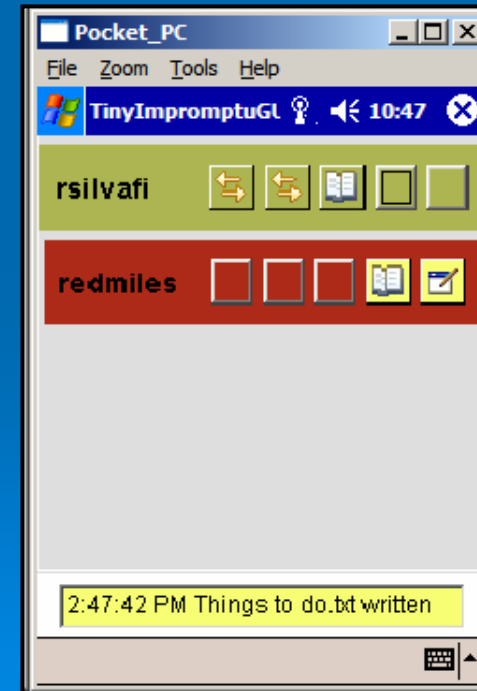 Pocket_PC
File Zoom Tools Help
TinyImpromptuGl 10:47
rsilvafi
redmiles
2:47:42 PM Things to do.txt written